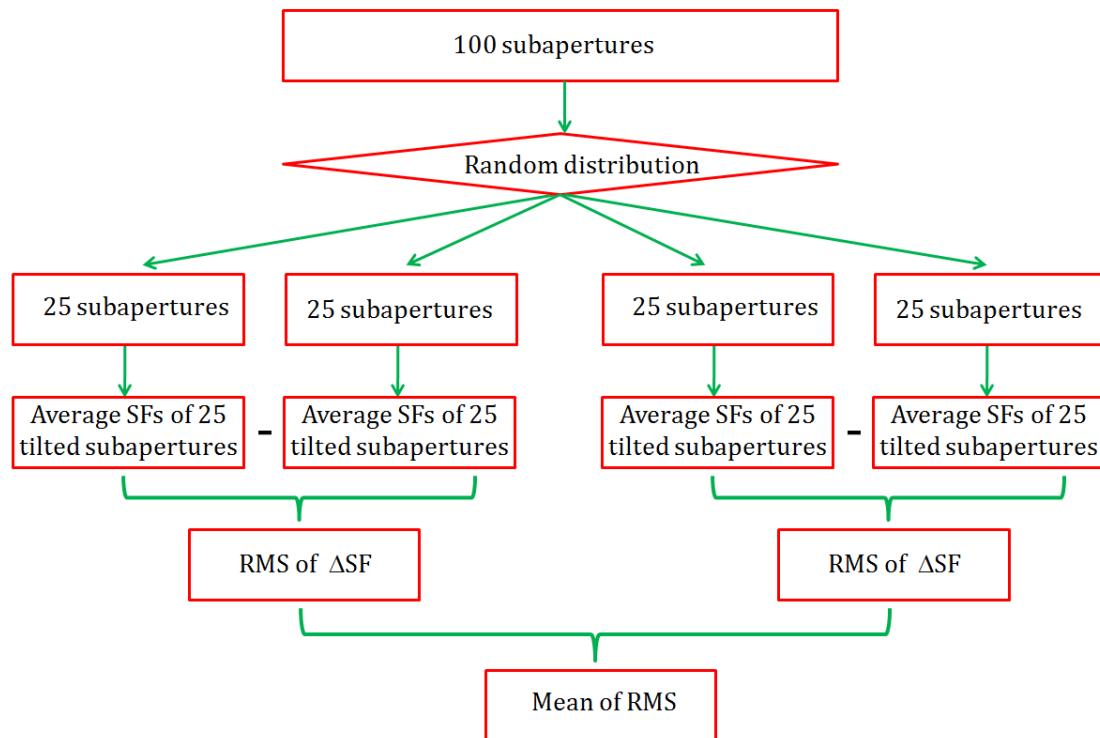 100 subapertures
Random distribution
25 subapertures
25 subapertures
25 subapertures
25 subapertures
Average SFs of 25
tilted subapertures
-
Average SFs of 25
tilted subapertures
Average SFs of 25
tilted subapertures
-
Average SFs of 25
tilted subapertures
RMS of ΔSF
RMS of ΔSF
Mean of RMS